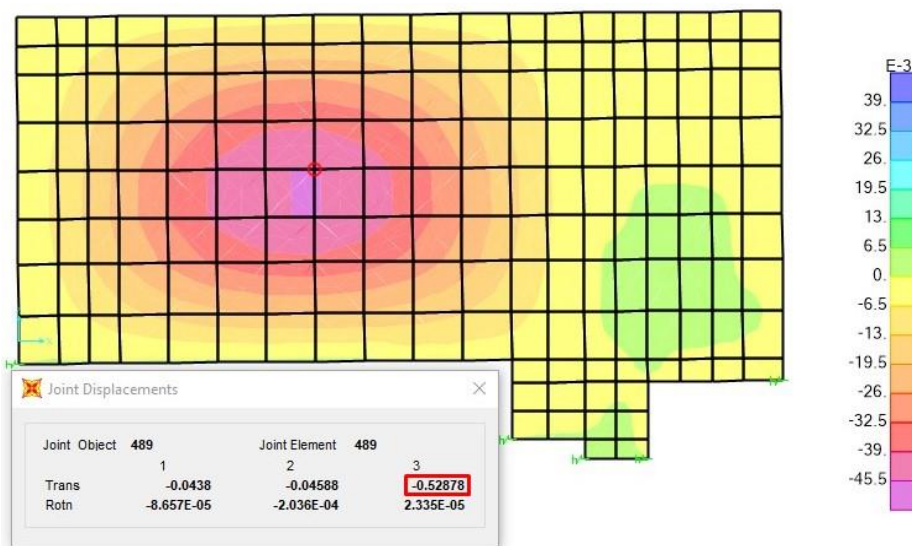 E-3
39.
32.5
26.
19.5
13.
6.5
0.
-6.5
-13.
-19.5
-26.
-32.5
-39.
-45.5
Joint Displacements
Joint Object 489 Joint Element 489
1 2 3
Trans -0.0438 -0.04588 -0.52878
Rotn -8.657E-05 -2.036E-04 2.335E-05